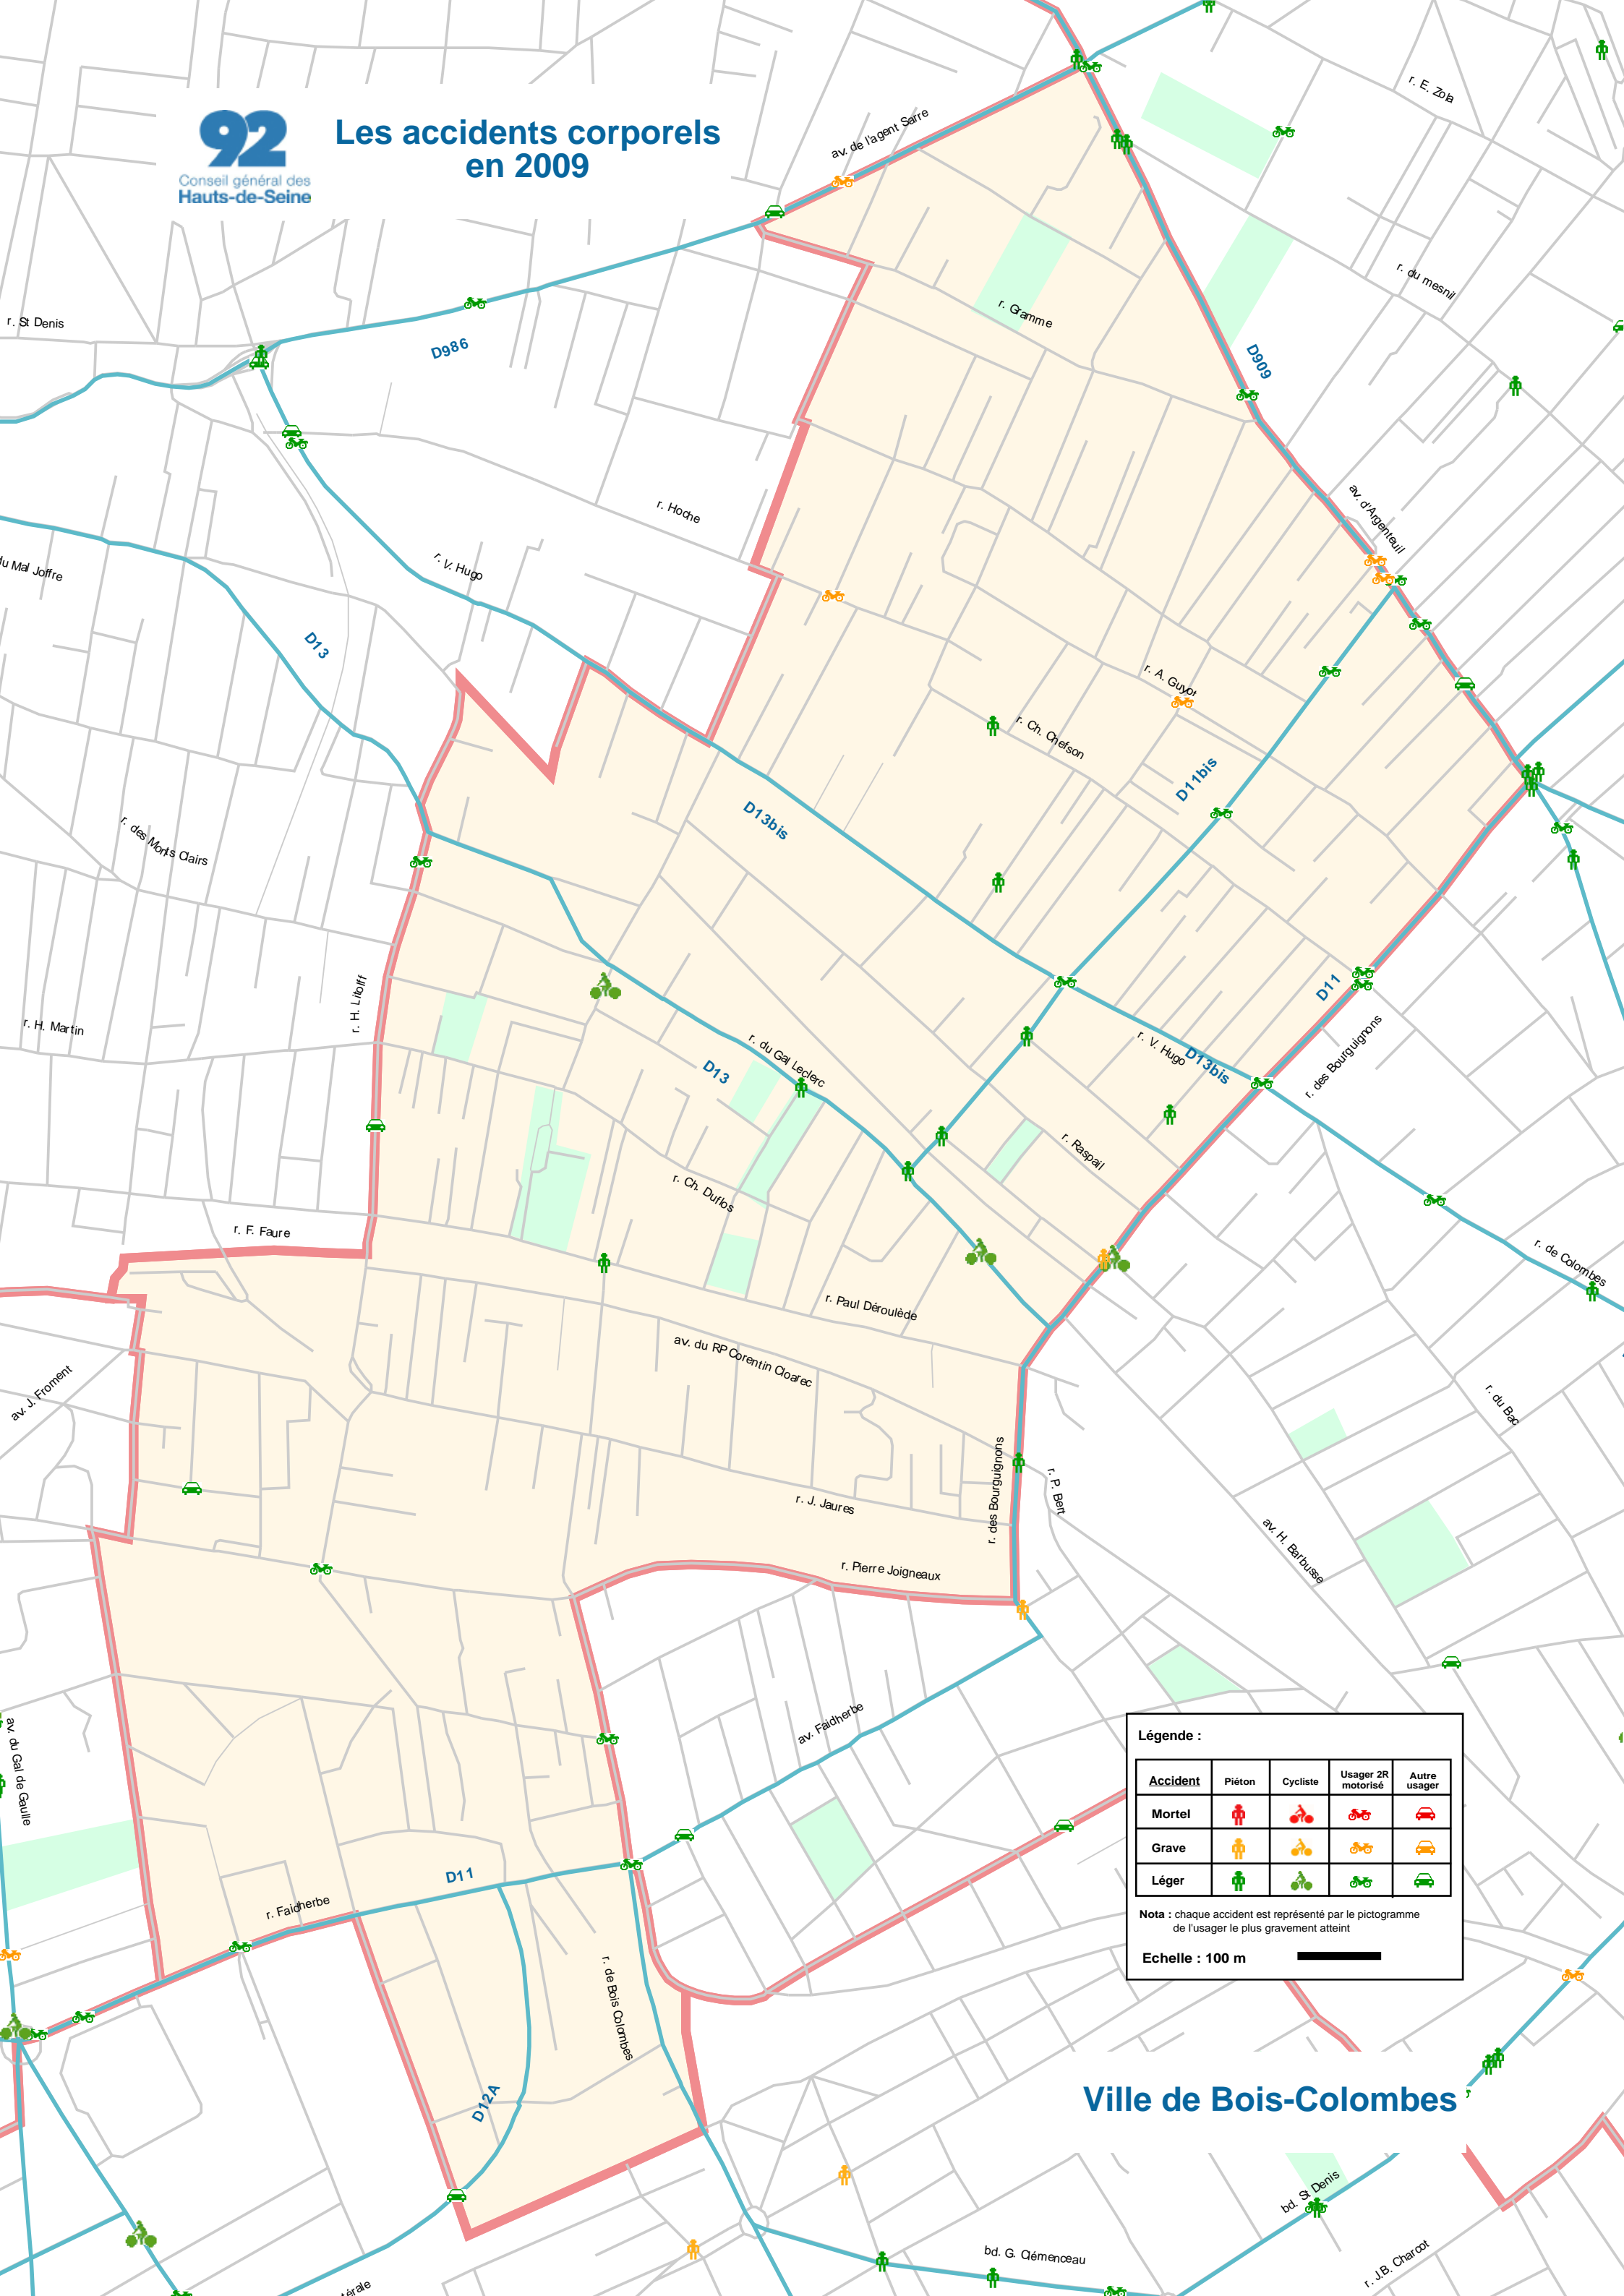 92
Conseil général des
Hauts-de-Seine
Les accidents corporels
en 2009
av. de l'agent Sarre
r. E. Zola
r. du mesnil
r. St Denis
D986
r. Gramme
D909
av. d'Argenteuil
r. Hoche
r. V. Hugo
du Mal Joffre
D13
r. A. Guyot
r. Ch. Chefson
D11bis
D13bis
r. des Monts Clairs
r. H. Litolff
r. H. Martin
D11
r. des Bourguignons
r. V. Hugo
D13bis
r. du Gal Leclerc
D13
r. Raspail
r. Ch. Duflos
r. F. Faure
r. de Colombes
r. Paul Déroulède
av. du RP Corentin Cloarec
av. J. Froment
r. du Bac
r. des Bourguignons
r. P. Bert
r. J. Jaures
av. H. Barbusse
r. Pierre Joigneaux
av. du Gal de Gaulle
av. Faidherbe
D11
r. Faidherbe
r. de Bois Colombes
D12A
Légende :
Accident Piéton Cycliste Usager 2R motorisé Autre usager
Mortel
Grave
Léger
Nota : chaque accident est représenté par le pictogramme
de l'usager le plus gravement atteint
Echelle : 100 m
Ville de Bois-Colombes
bd. St Denis
bd. G. Clémenceau
r. J.B. Charcot
térale